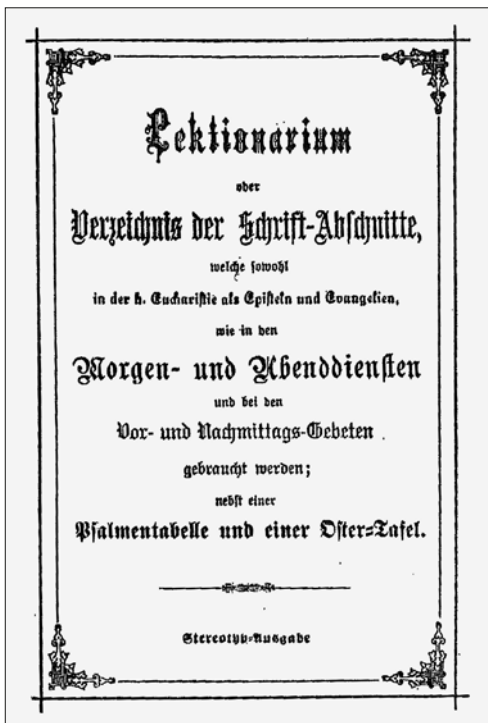 Lektionarium
oder
Verzeichnis der Schrift-Abschnitte,
welche sowohl
in der h. Eucharistie als Episteln und Evangelien,
wie in den
Morgen- und Abenddiensten
und bei den
Vor- und Nachmittags-Gebeten
gebraucht werden;
nebst einer
Psalmentabelle und einer Oster-Tafel.
Stereotyp-Ausgabe